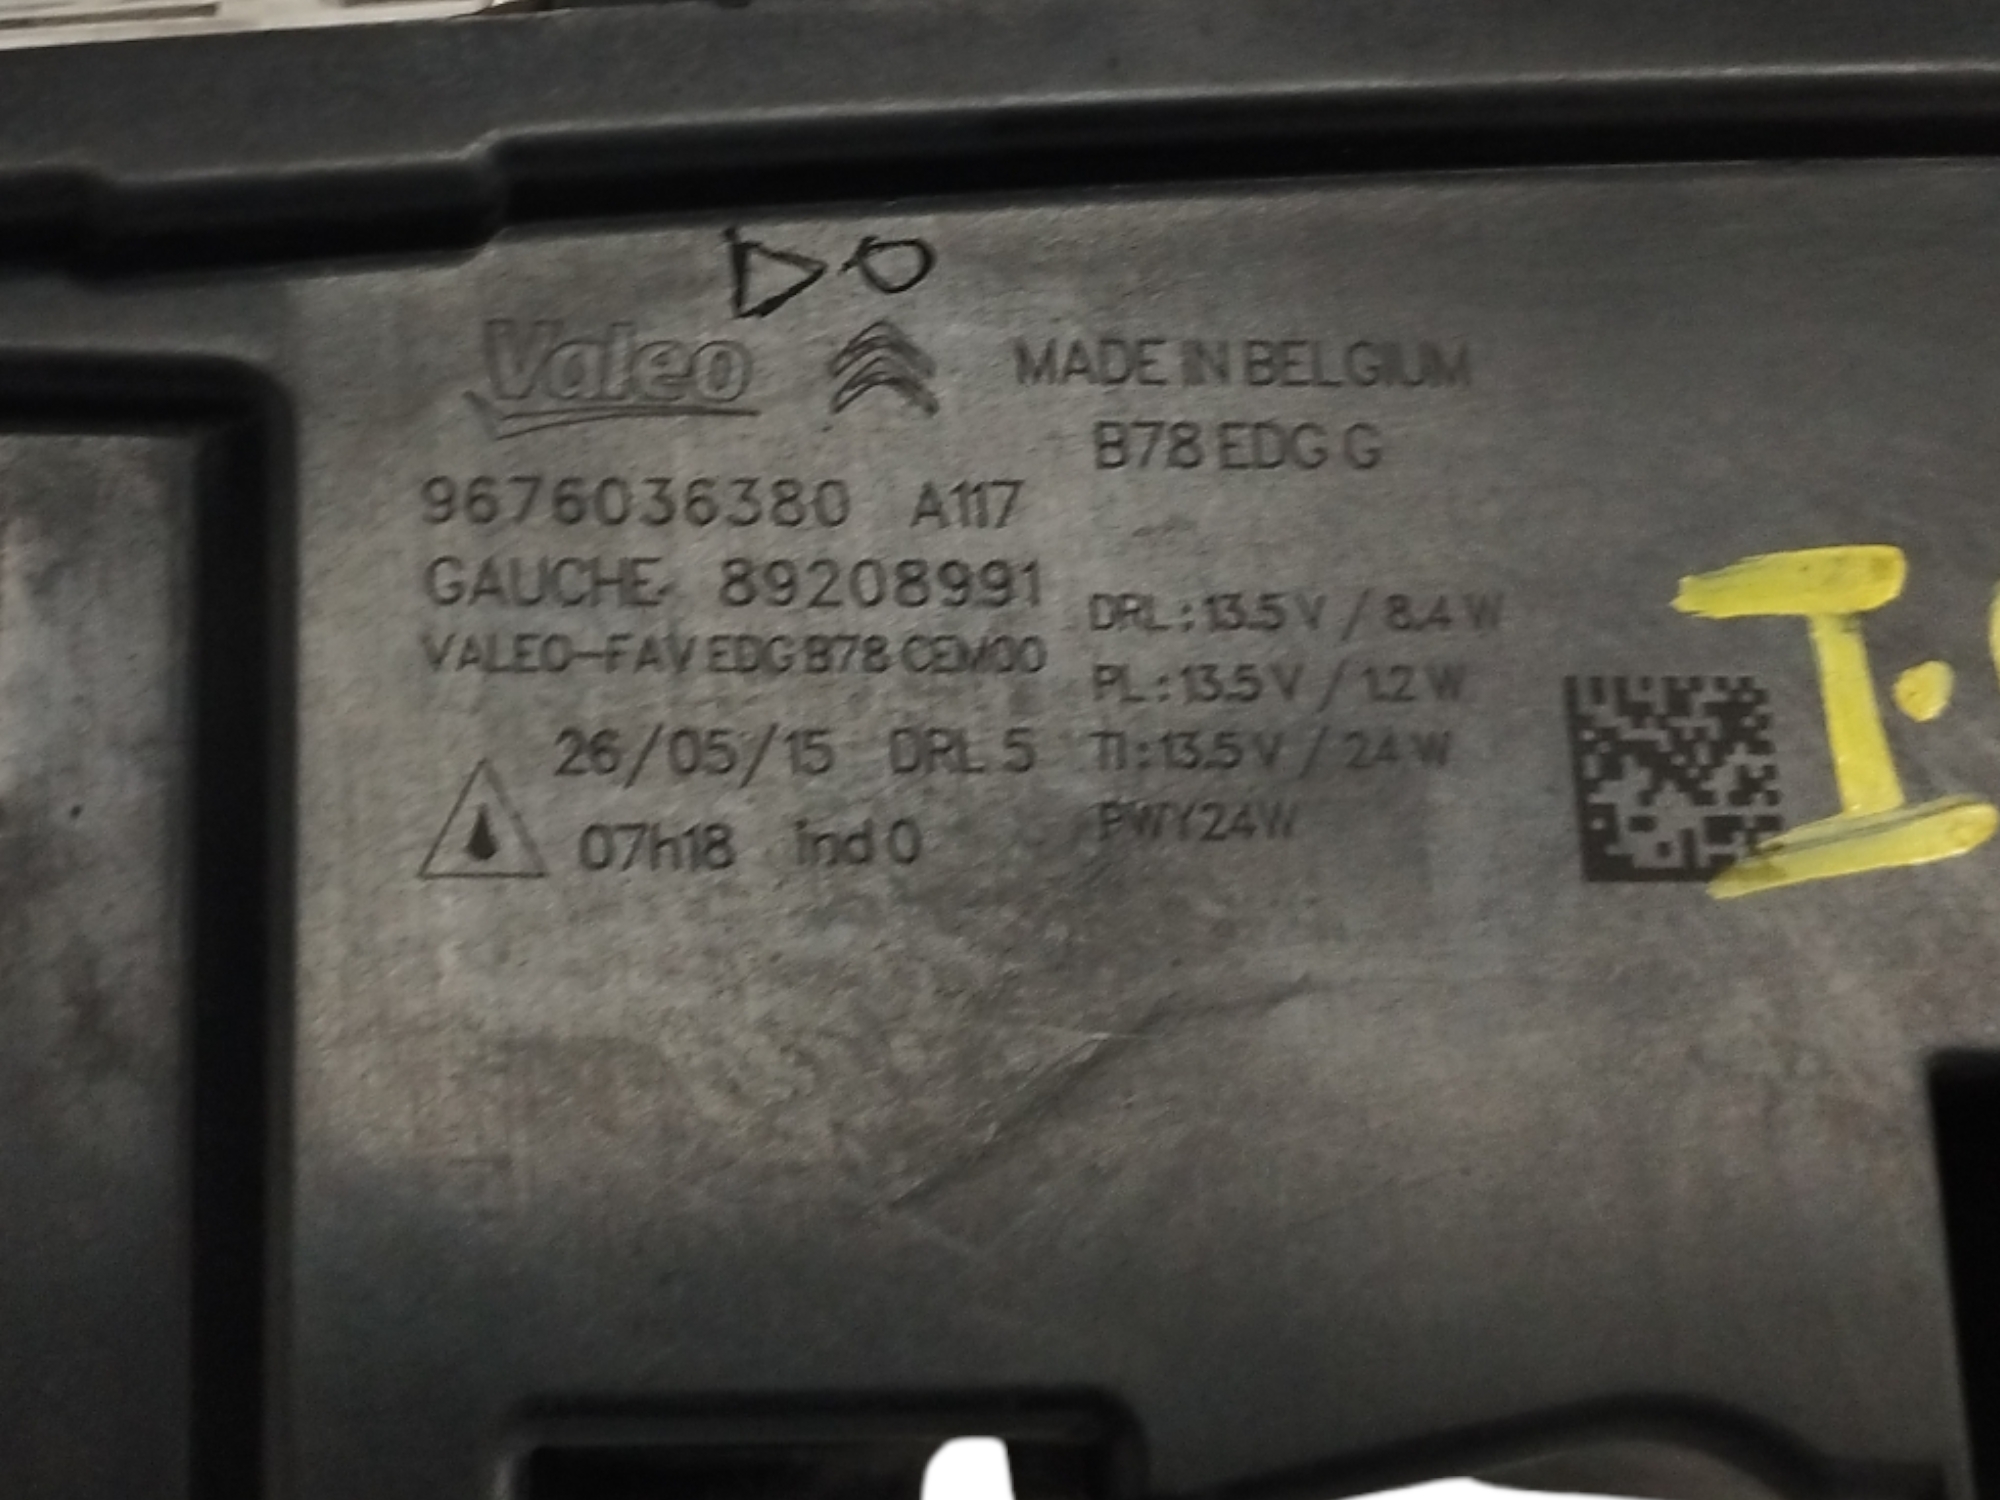 DO
Valeo MADE IN BELGIUM
B78 EDG G
9676036380 A117
GAUCHE 89208991
VALEO-FAV EDG B78 CEM00
26/05/15 DRL 5
07h18 ind 0
DRL : 13.5 V / 8.4 W
PL : 13.5 V / 1.2 W
TI : 13.5 V / 24 W
PWY24W
I.